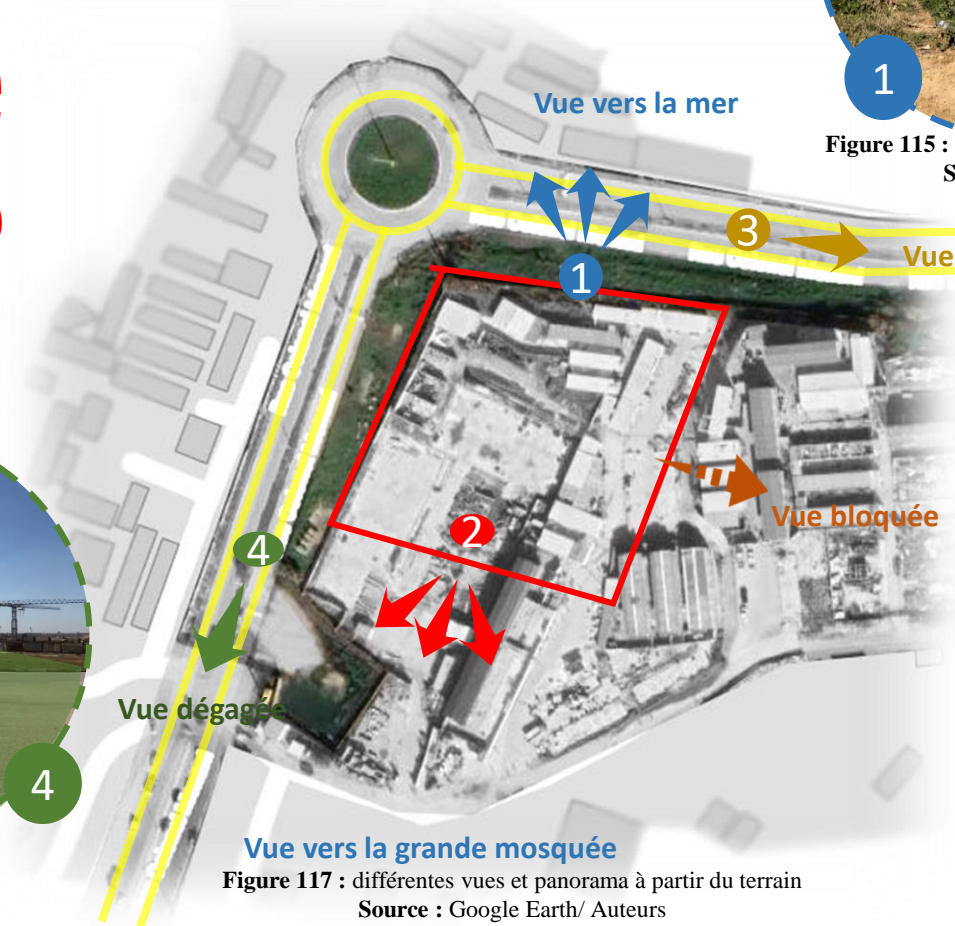 Vue vers la mer
1
Figure 115 :
S
3
Vue
1
2
Vue bloquée
4
Vue dégagée
4
Vue vers la grande mosquée
Figure 117 : différentes vues et panorama à partir du terrain
Source : Google Earth/ Auteurs